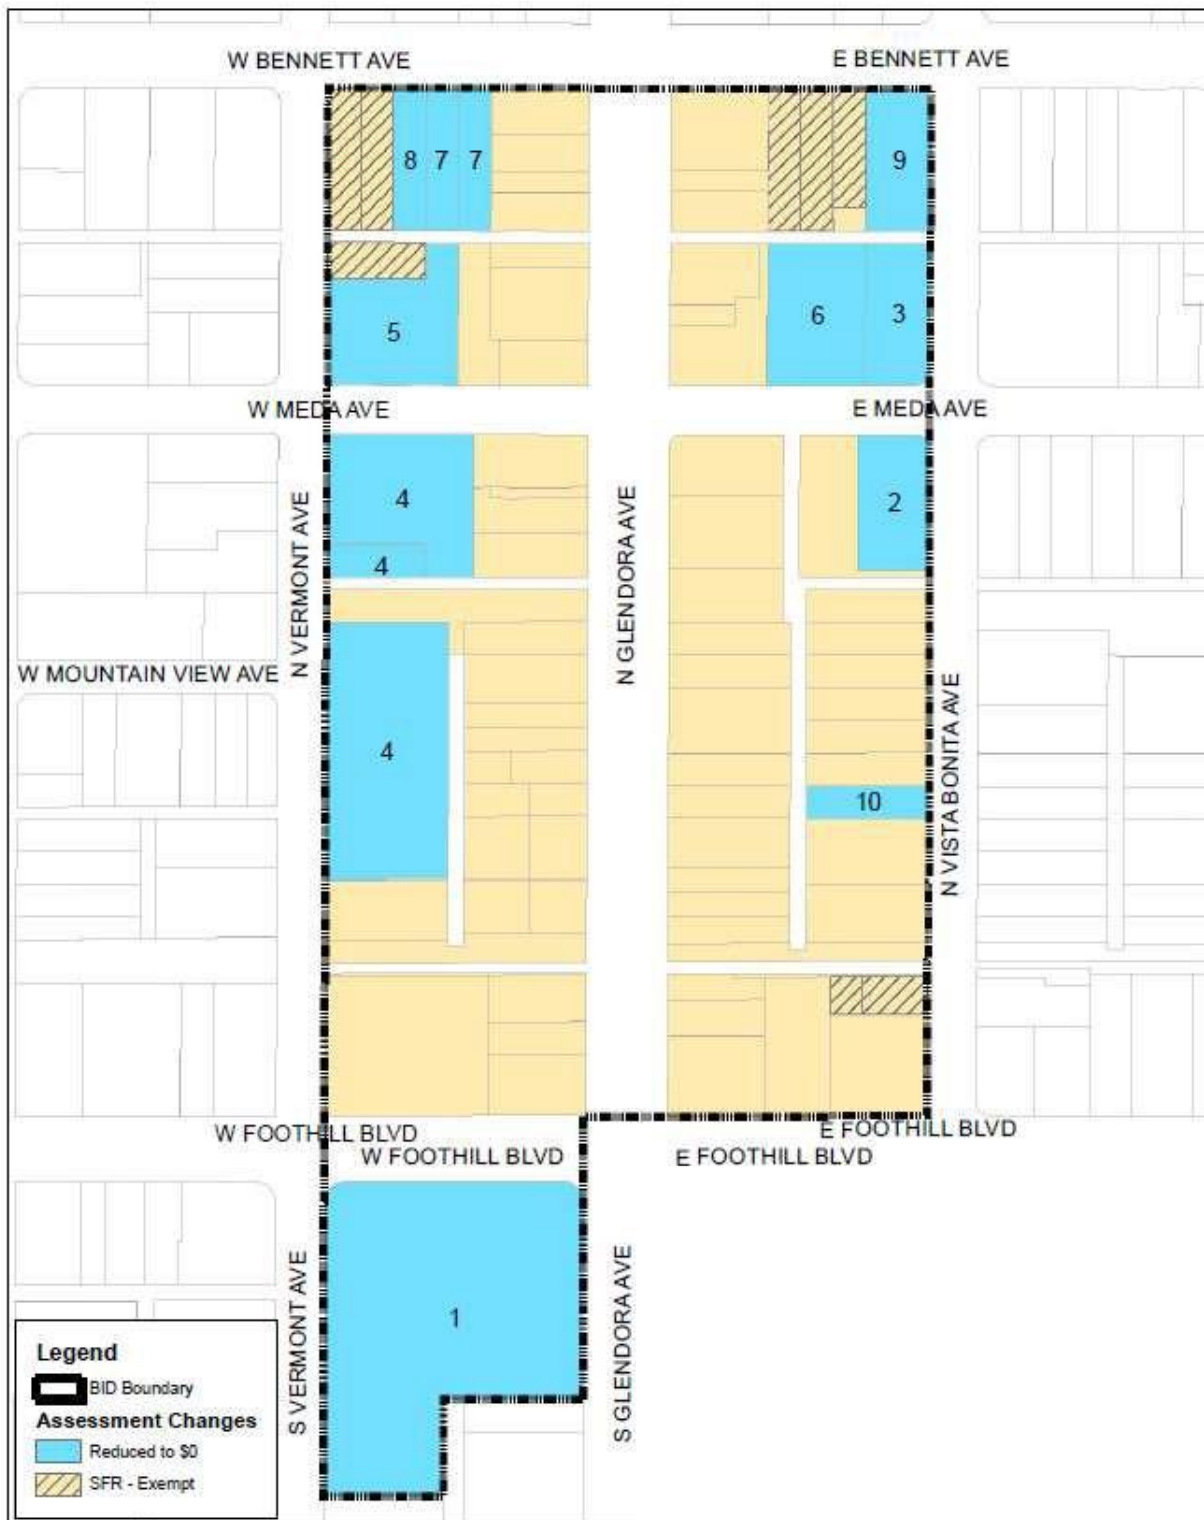 W BENNETT AVE
E BENNETT AVE
8
7
7
9
5
6
3
W MEDA AVE
E MEDA AVE
4
2
4
N VERMONT AVE
N GLENDORA AVE
W MOUNTAIN VIEW AVE
4
10
N VISTA BONITA AVE
W FOOTHILL BLVD
E FOOTHILL BLVD
W FOOTHILL BLVD
E FOOTHILL BLVD
1
S VERMONT AVE
S GLENDORA AVE
Legend
BID Boundary
Assessment Changes
Reduced to $0
SFR - Exempt